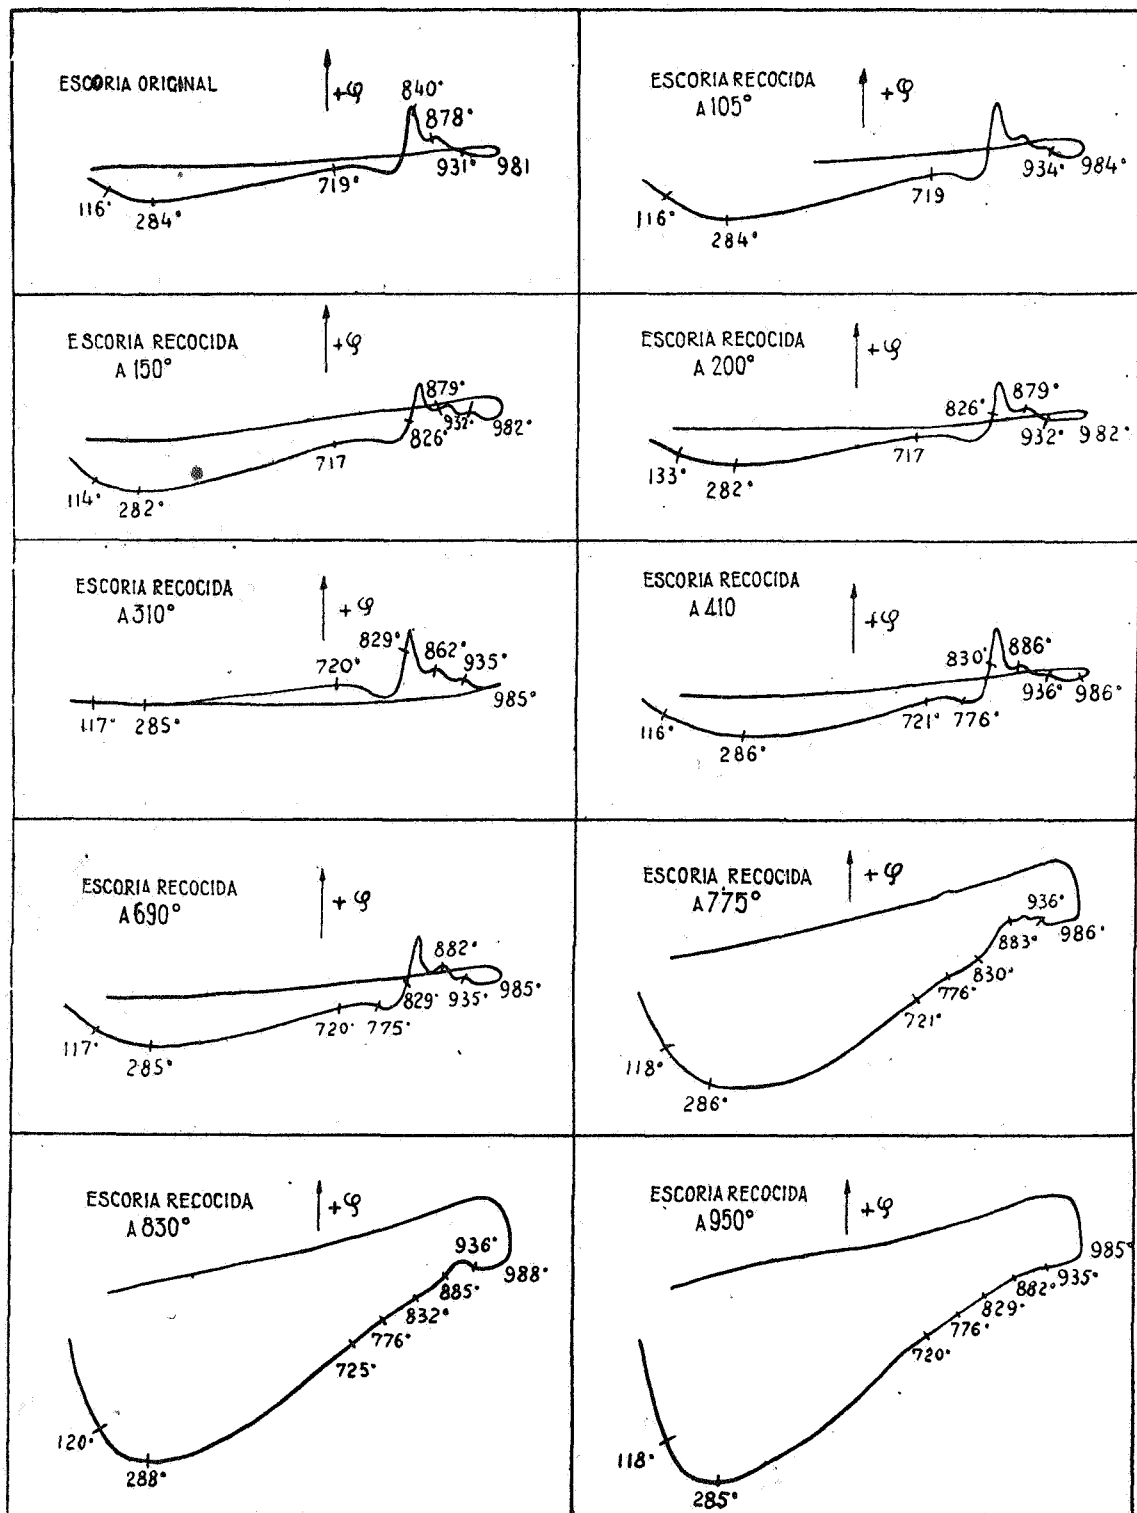 ESCORIA ORIGINAL
+φ
840°
878°
931°
981
719°
116°
284°
ESCORIA RECOCIDA
A 105°
+φ
934°
984°
719
116°
284°
ESCORIA RECOCIDA
A 150°
+φ
879°
932°
982°
826°
717
114°
282°
ESCORIA RECOCIDA
A 200°
+φ
826°
879°
932°
982°
717
133°
282°
ESCORIA RECOCIDA
A 310°
+φ
829°
862°
935°
720°
985°
117°
285°
ESCORIA RECOCIDA
A 410
+φ
830°
886°
936°
986°
721°
776°
116°
286°
ESCORIA RECOCIDA
A 690°
+φ
882°
985°
829°
935°
720°
775°
117°
285°
ESCORIA RECOCIDA
A 775°
+φ
936°
986°
883°
830°
776°
721°
118°
286°
ESCORIA RECOCIDA
A 830°
+φ
936°
988°
885°
832°
776°
725°
120°
288°
ESCORIA RECOCIDA
A 950°
+φ
985°
935°
882°
829°
776°
720°
118°
285°